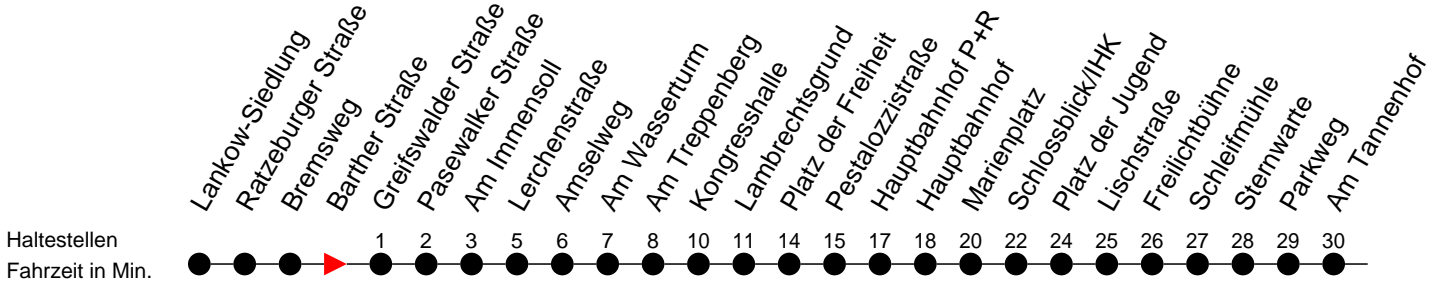 Lankow-Siedlung
Ratzeburger Straße
Bremsweg
Barther Straße
Greifswalder Straße
Pasewalker Straße
Am Immensoll
Lerchenstraße
Amselweg
Am Wasserturm
Am Treppenberg
Kongresshalle
Lambrechtsgrund
Platz der Freiheit
Pestalozzistraße
Hauptbahnhof P+R
Hauptbahnhof
Marienplatz
Schlossblick/IHK
Platz der Jugend
Lischstraße
Freilichtbühne
Schleifmühle
Sternwarte
Parkweg
Am Tannenhof
Haltestellen
1 2 3 5 6 7 8 10 11 14 15 17 18 20 22 24 25 26 27 28 29 30
Fahrzeit in Min.